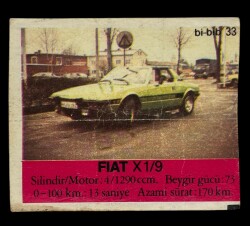 bi-bib 33
FIAT X1/9
Silindir/Motor: 4/1290 ccm. Beygir gücü: 75
0-100 km.: 13 saniye Azami sürat: 170 km